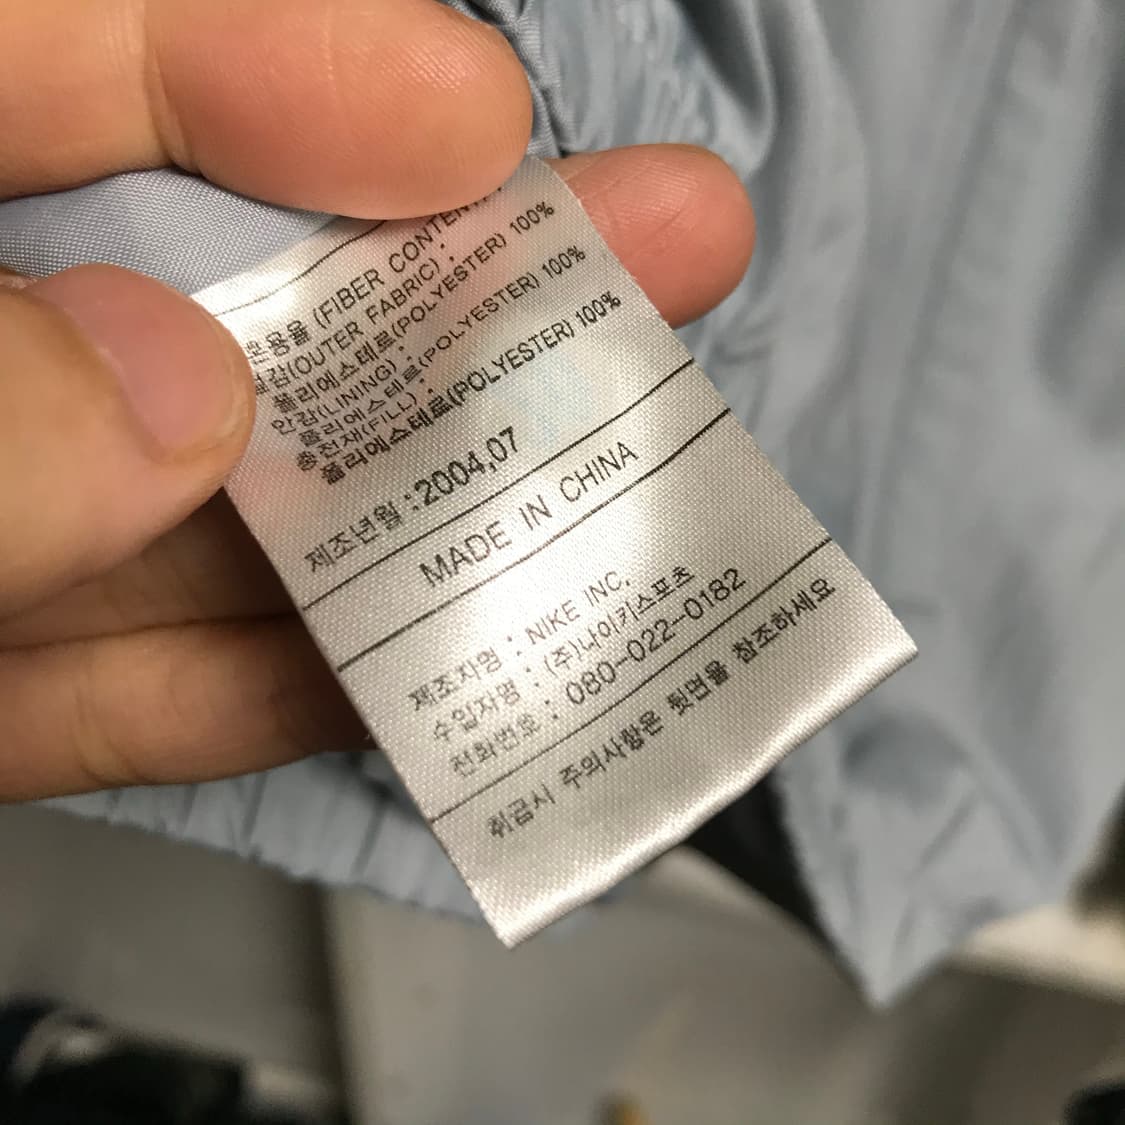 혼용율 (FIBER CONTENT)
겉감(OUTER FABRIC) :
폴리에스테르(POLYESTER) 100%
안감(LINING) :
폴리에스테르(POLYESTER) 100%
충전재(FILL) :
폴리에스테르(POLYESTER) 100%
제조년월 : 2004.07
MADE IN CHINA
제조자명 : NIKE INC.
수입자명 : (주)나이키스포츠
전화번호 : 080-022-0182
취급시 주의사항은 뒷면을 참조하세요